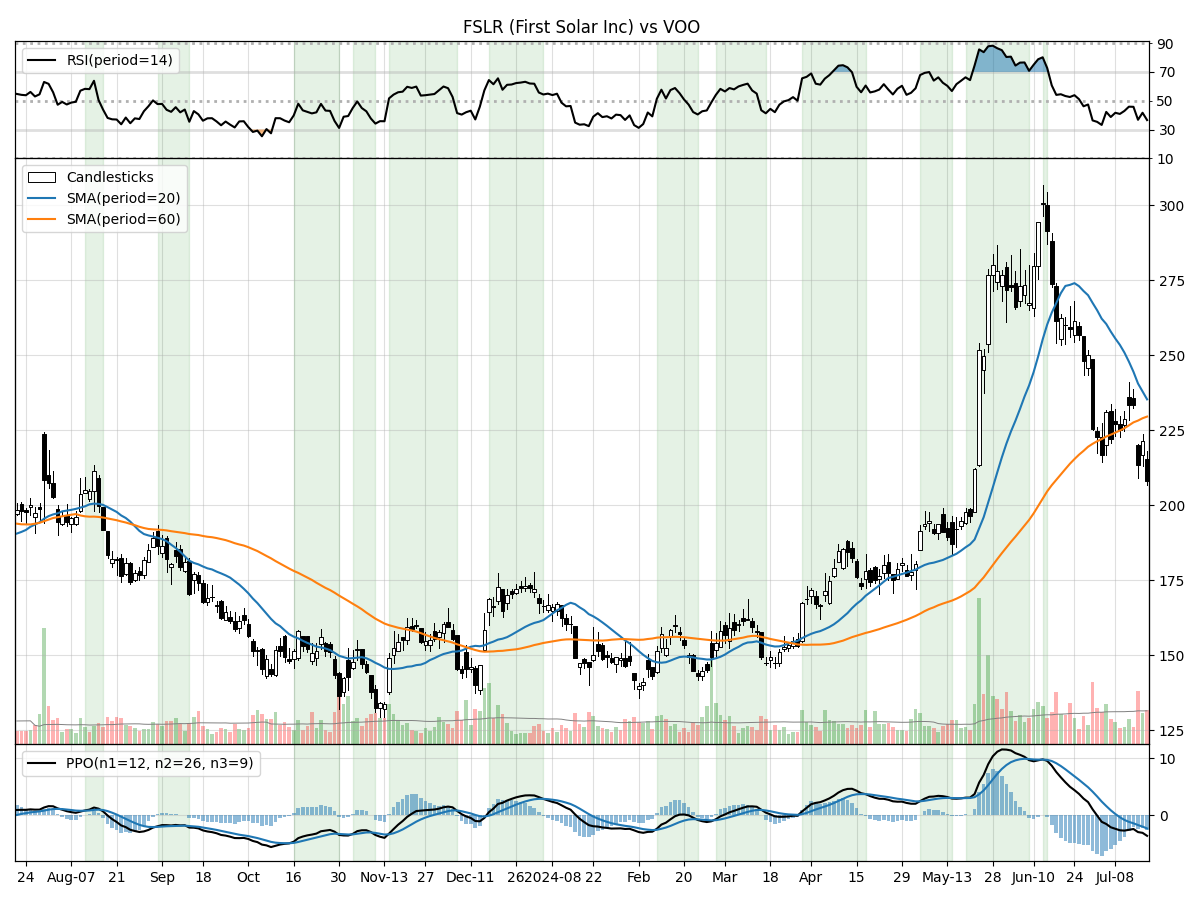 FSLR (First Solar Inc) vs VOO
RSI(period=14)
90
70
50
30
10
Candlesticks
SMA(period=20)
SMA(period=60)
300
275
250
225
200
175
150
125
PPO(n1=12, n2=26, n3=9)
10
0
24 Aug-07 21 Sep 18 Oct 16 30 Nov-13 27 Dec-11 26 2024-08 22 Feb 20 Mar 18 Apr 15 29 May-13 28 Jun-10 24 Jul-08